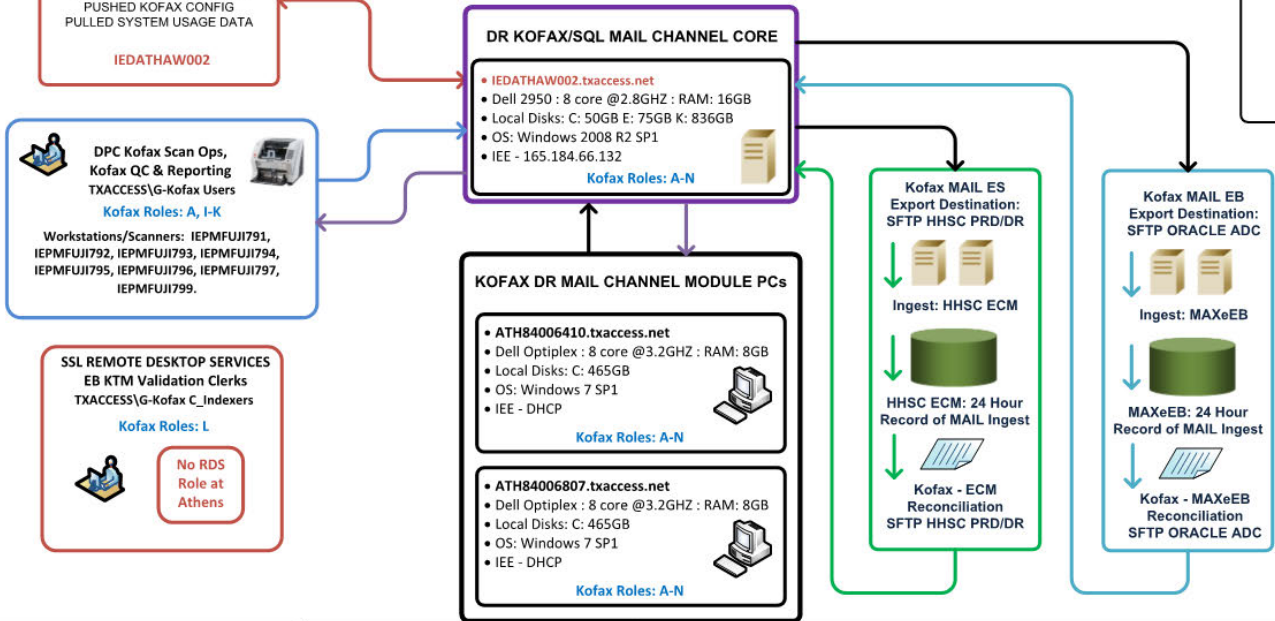 PUSHED KOFAX CONFIG
PULLED SYSTEM USAGE DATA
IEDATHAW002
DPC Kofax Scan Ops,
Kofax QC & Reporting
TXACCESS\G-Kofax Users
Kofax Roles: A, I-K
Workstations/Scanners: IEPMFUJI791,
IEPMFUJI792, IEPMFUJI793, IEPMFUJI794,
IEPMFUJI795, IEPMFUJI796, IEPMFUJI797,
IEPMFUJI799.
SSL REMOTE DESKTOP SERVICES
EB KTM Validation Clerks
TXACCESS\G-Kofax C_Indexers
Kofax Roles: L
No RDS
Role at
Athens
DR KOFAX/SQL MAIL CHANNEL CORE
• IEDATHAW002.txaccess.net
• Dell 2950 : 8 core @2.8GHZ : RAM: 16GB
• Local Disks: C: 50GB E: 75GB K: 836GB
• OS: Windows 2008 R2 SP1
• IEE - 165.184.66.132
Kofax Roles: A-N
KOFAX DR MAIL CHANNEL MODULE PCs
• ATH84006410.txaccess.net
• Dell Optiplex : 8 core @3.2GHZ : RAM: 8GB
• Local Disks: C: 465GB
• OS: Windows 7 SP1
• IEE - DHCP
Kofax Roles: A-N
• ATH84006807.txaccess.net
• Dell Optiplex : 8 core @3.2GHZ : RAM: 8GB
• Local Disks: C: 465GB
• OS: Windows 7 SP1
• IEE - DHCP
Kofax Roles: A-N
Kofax MAIL ES
Export Destination:
SFTP HHSC PRD/DR
Ingest: HHSC ECM
HHSC ECM: 24 Hour
Record of MAIL Ingest
Kofax - ECM
Reconciliation
SFTP HHSC PRD/DR
Kofax MAIL EB
Export Destination:
SFTP ORACLE ADC
Ingest: MAXeEB
MAXeEB: 24 Hour
Record of MAIL Ingest
Kofax - MAXeEB
Reconciliation
SFTP ORACLE ADC